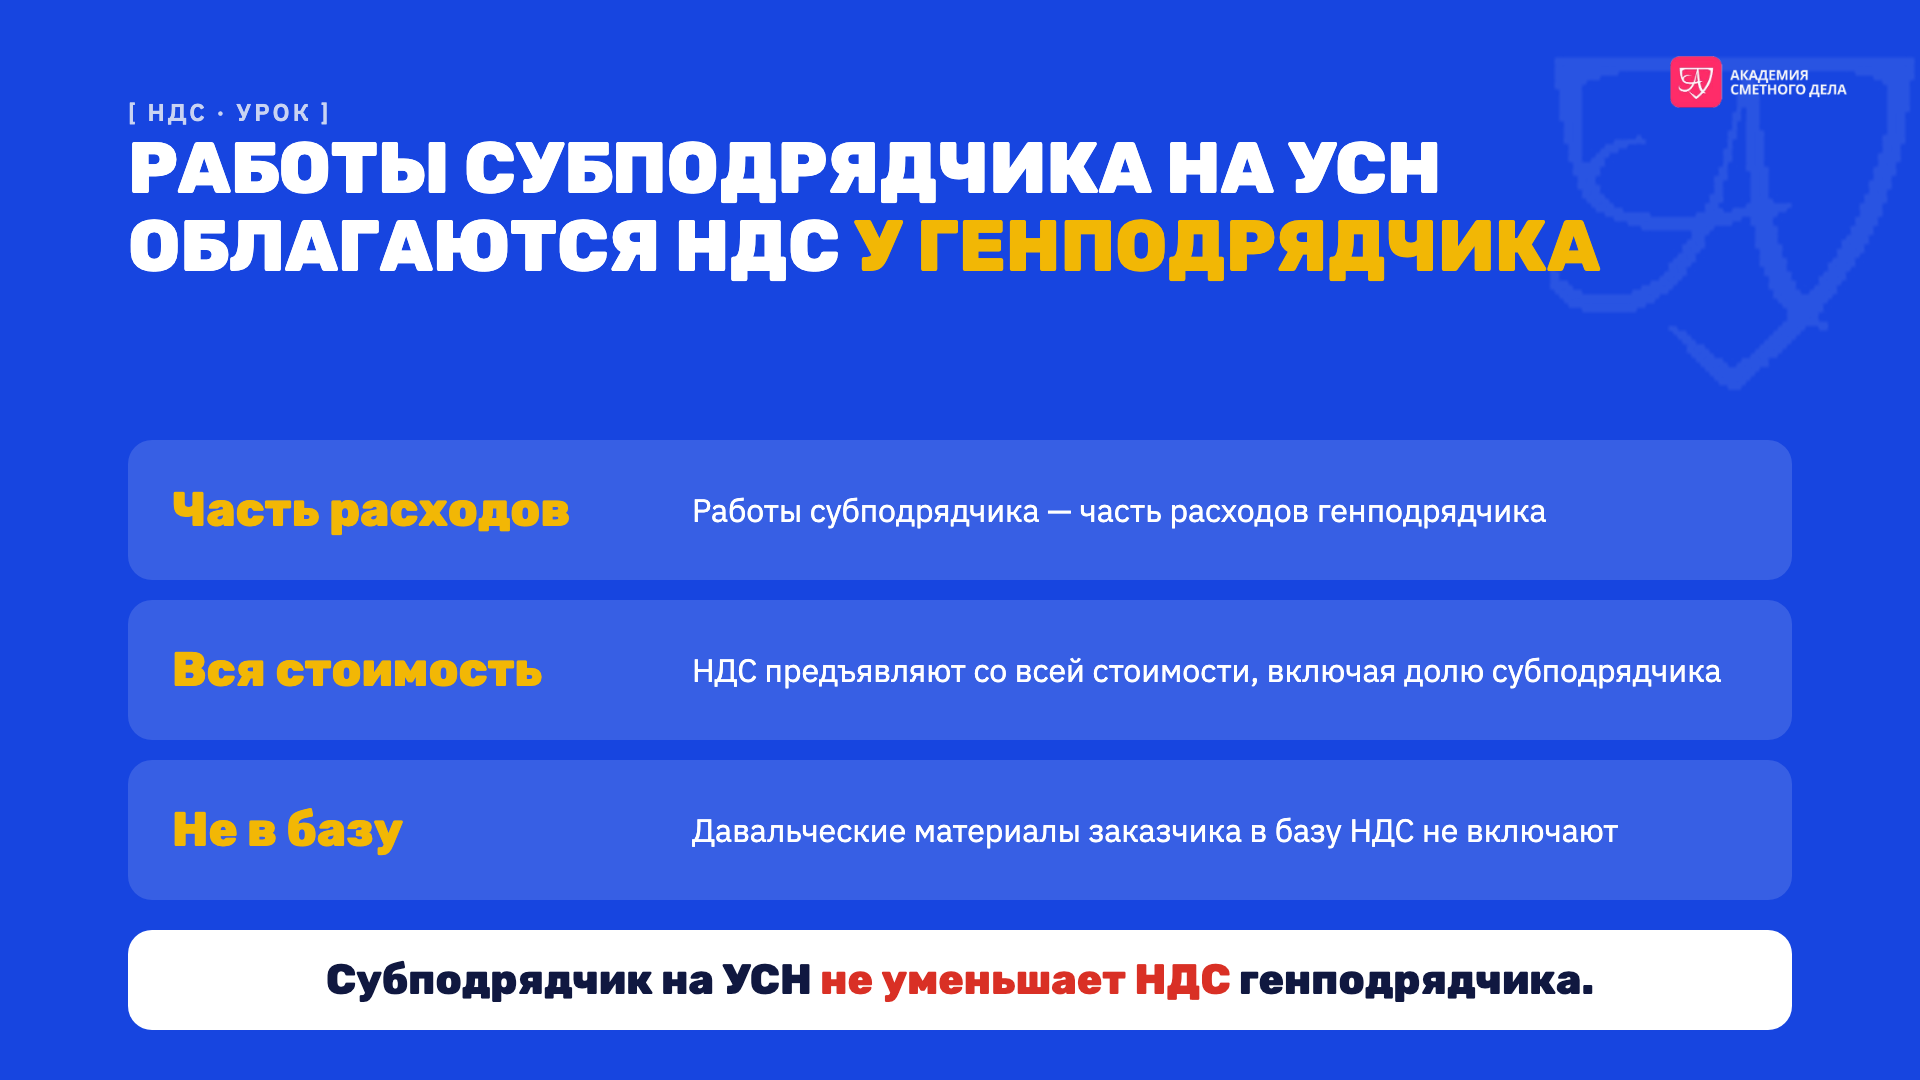 АКАДЕМИЯ
СМЕТНОГО ДЕЛА
[ НДС · УРОК ]
РАБОТЫ СУБПОДРЯДЧИКА НА УСН
ОБЛАГАЮТСЯ НДС У ГЕНПОДРЯДЧИКА
Часть расходов
Работы субподрядчика — часть расходов генподрядчика
Вся стоимость
НДС предъявляют со всей стоимости, включая долю субподрядчика
Не в базу
Давальческие материалы заказчика в базу НДС не включают
Субподрядчик на УСН не уменьшает НДС генподрядчика.